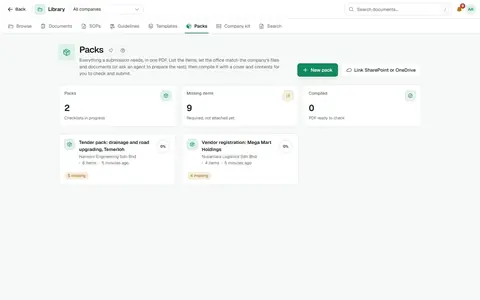 Back
Library
All companies
Search documents...
AR
Browse
Documents
SOPs
Guidelines
Templates
Packs
Company kit
Search
Packs
Everything a submission needs, in one PDF. List the items, let the office match the company's files
and documents (or ask an agent to prepare the rest), then compile it with a cover and contents for
you to check and submit.
New pack
Link SharePoint or OneDrive
Packs
2
Checklists in progress
Missing items
9
Required, not attached yet
Compiled
0
PDF ready to check
Tender pack: drainage and road
upgrading, Temerloh
Engineering Sdn Bhd
5 minutes ago
0%
5 missing
Vendor registration: Mega Mart
Holdings
Nusantara Logistics Sdn Bhd
4 items · 5 minutes ago
0%
4 missing